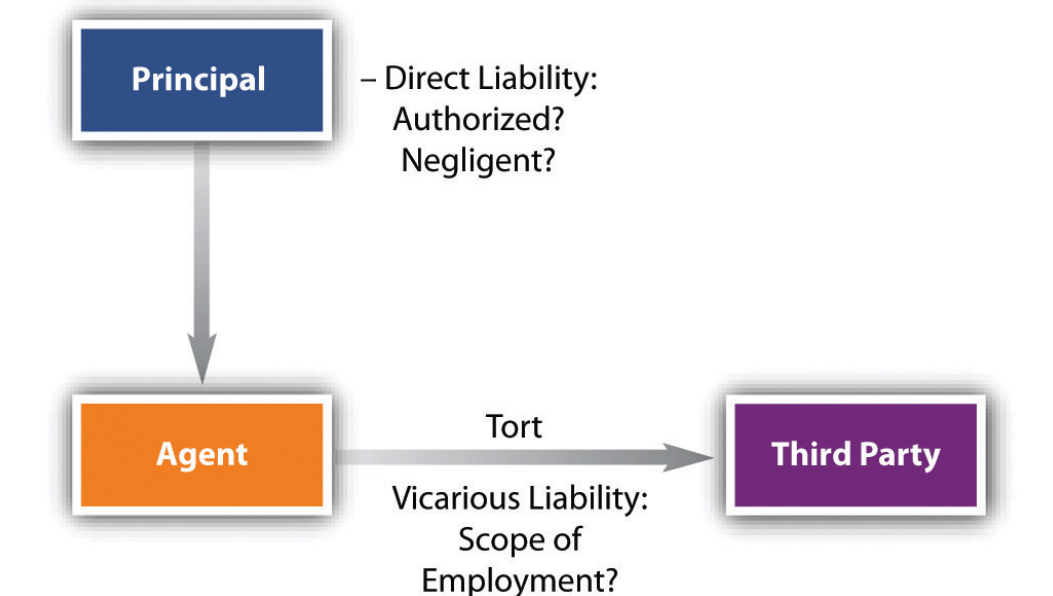 Principal
– Direct Liability:
Authorized?
Negligent?
Agent
Tort
Third Party
Vicarious Liability:
Scope of
Employment?